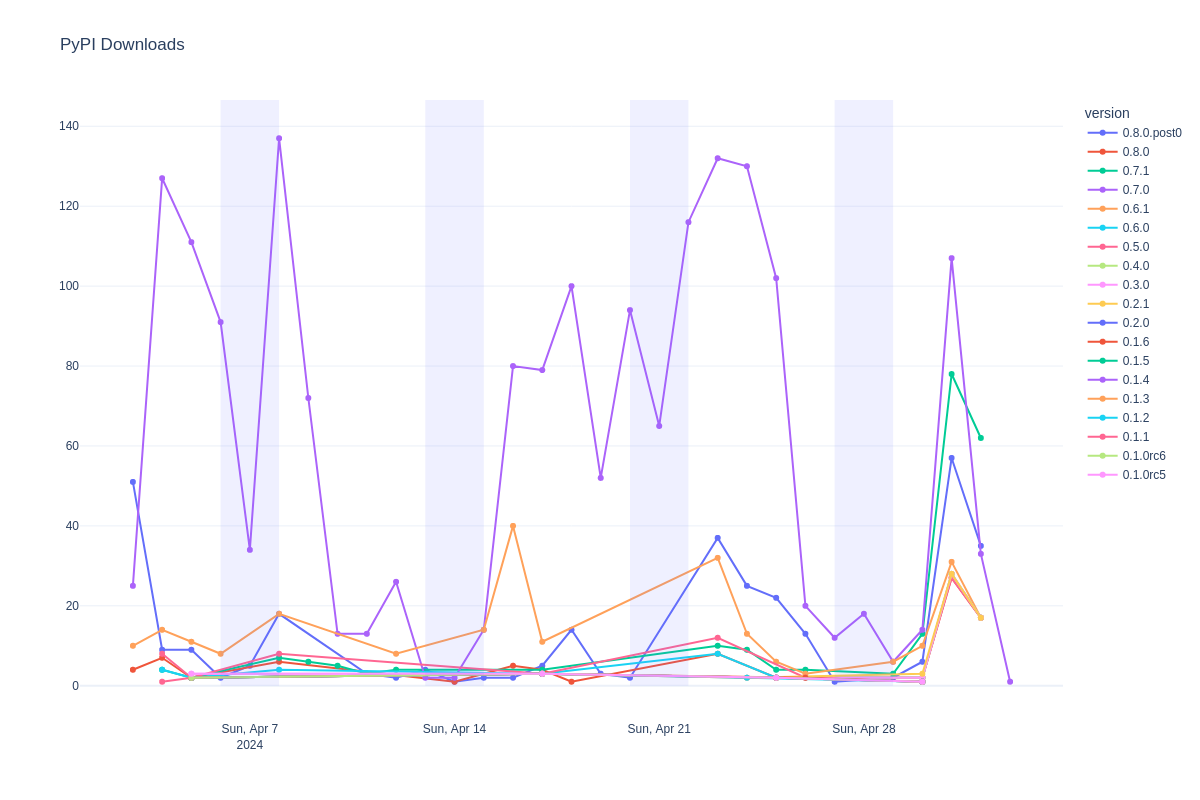 PyPI Downloads
version
0.8.0.post0
0.8.0
0.7.1
0.7.0
0.6.1
0.6.0
0.5.0
0.4.0
0.3.0
0.2.1
0.2.0
0.1.6
0.1.5
0.1.4
0.1.3
0.1.2
0.1.1
0.1.0rc6
0.1.0rc5
140
120
100
80
60
40
20
0
Sun, Apr 7
2024
Sun, Apr 14
Sun, Apr 21
Sun, Apr 28